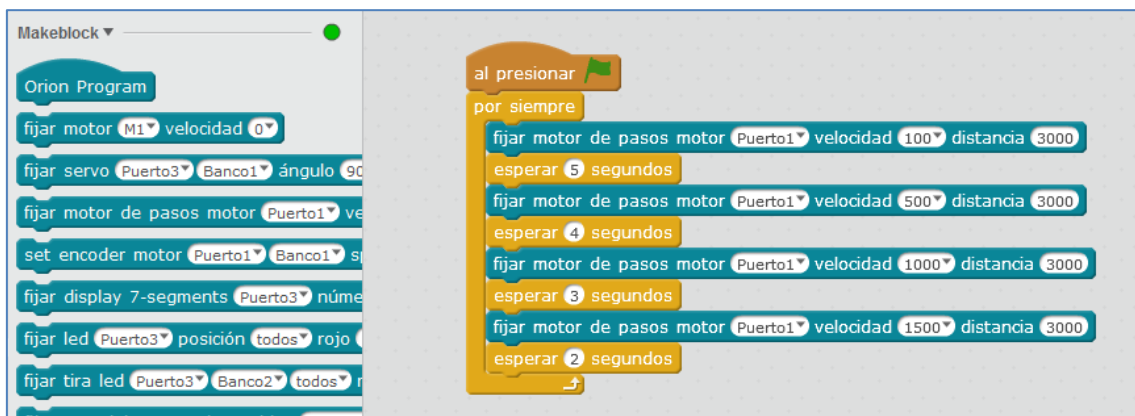 Makeblock
Orion Program
fijar motor M1 velocidad 0
fijar servo Puerto3 Banco1 ángulo 90
fijar motor de pasos motor Puerto1 ve
set encoder motor Puerto1 Banco1 sp
fijar display 7-segments Puerto3 núme
fijar led Puerto3 posición todos rojo
fijar tira led Puerto3 Banco2 todos r
al presionar
por siempre
fijar motor de pasos motor Puerto1 velocidad 100 distancia 3000
esperar 5 segundos
fijar motor de pasos motor Puerto1 velocidad 500 distancia 3000
esperar 4 segundos
fijar motor de pasos motor Puerto1 velocidad 1000 distancia 3000
esperar 3 segundos
fijar motor de pasos motor Puerto1 velocidad 1500 distancia 3000
esperar 2 segundos